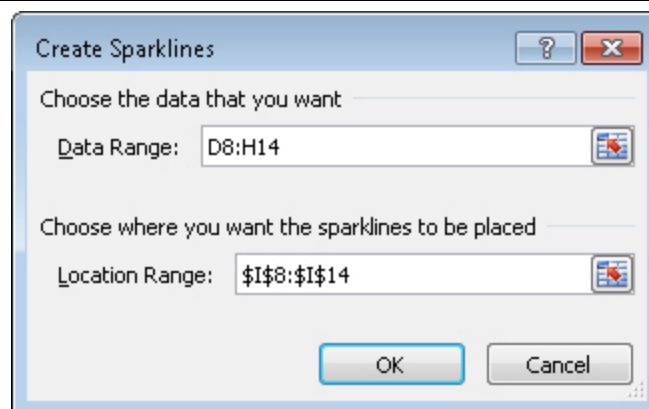 Create Sparklines
?
Choose the data that you want
Data Range: D8:H14
Choose where you want the sparklines to be placed
Location Range: $I$8:$I$14
OK Cancel